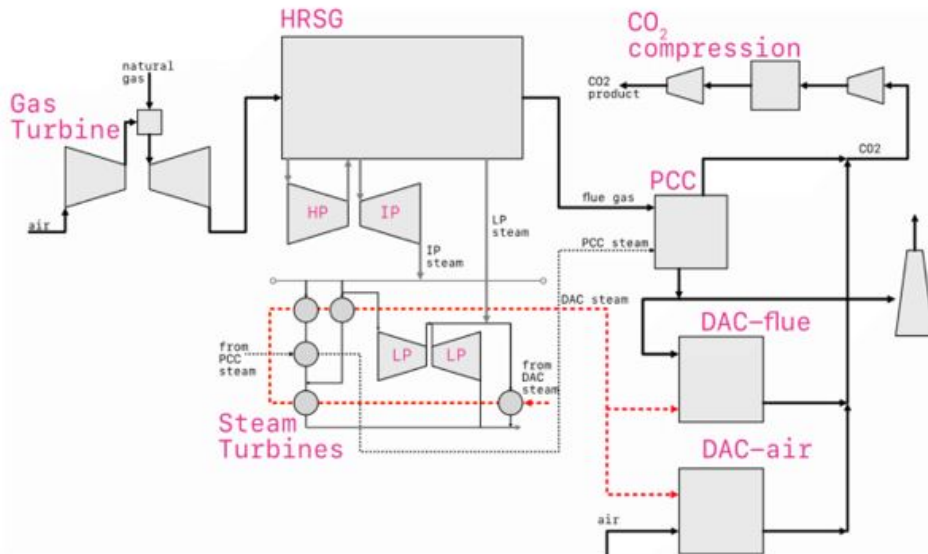 HRSG
CO₂
compression
natural
gas
CO2
product
Gas
Turbine
CO2
PCC
air
HP
IP
flue gas
LP
steam
IP
steam
PCC steam
DAC steam
DAC-flue
from
PCC
steam
LP
LP
from
DAC
steam
Steam
Turbines
DAC-air
air